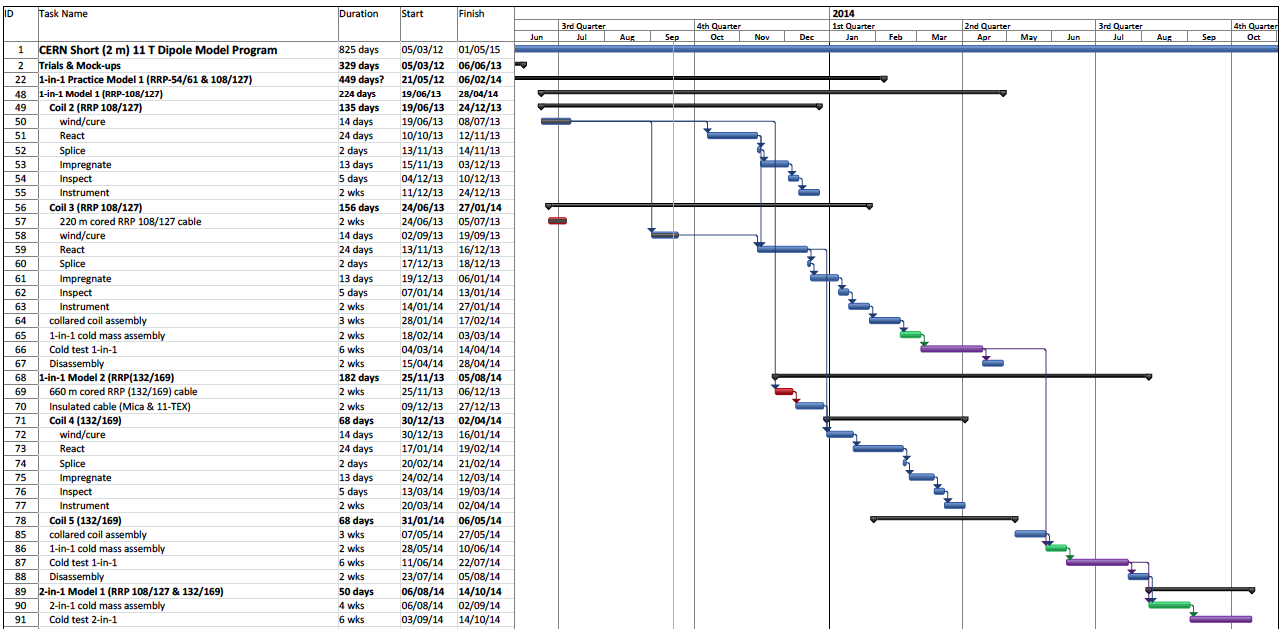 ID Task Name Duration Start Finish 2014
3rd Quarter 4th Quarter 1st Quarter 2nd Quarter 3rd Quarter 4th Quarter
Jun Jul Aug Sep Oct Nov Dec Jan Feb Mar Apr May Jun Jul Aug Sep Oct
1 CERN Short (2 m) 11 T Dipole Model Program 825 days 05/03/12 01/05/15
2 Trials & Mock-ups 329 days 05/03/12 06/06/13
22 1-in-1 Practice Model 1 (RRP-54/61 & 108/127) 449 days? 21/05/12 06/02/14
48 1-in-1 Model 1 (RRP-108/127) 224 days 19/06/13 28/04/14
49 Coil 2 (RRP 108/127) 135 days 19/06/13 24/12/13
50 wind/cure 14 days 19/06/13 08/07/13
51 React 24 days 10/10/13 12/11/13
52 Splice 2 days 13/11/13 14/11/13
53 Impregnate 13 days 15/11/13 03/12/13
54 Inspect 5 days 04/12/13 10/12/13
55 Instrument 2 wks 11/12/13 24/12/13
56 Coil 3 (RRP 108/127) 156 days 24/06/13 27/01/14
57 220 m cored RRP 108/127 cable 2 wks 24/06/13 05/07/13
58 wind/cure 14 days 02/09/13 19/09/13
59 React 24 days 13/11/13 16/12/13
60 Splice 2 days 17/12/13 18/12/13
61 Impregnate 13 days 19/12/13 06/01/14
62 Inspect 5 days 07/01/14 13/01/14
63 Instrument 2 wks 14/01/14 27/01/14
64 collared coil assembly 3 wks 28/01/14 17/02/14
65 1-in-1 cold mass assembly 2 wks 18/02/14 03/03/14
66 Cold test 1-in-1 6 wks 04/03/14 14/04/14
67 Disassembly 2 wks 15/04/14 28/04/14
68 1-in-1 Model 2 (RRP(132/169) 182 days 25/11/13 05/08/14
69 660 m cored RRP (132/169) cable 2 wks 25/11/13 06/12/13
70 Insulated cable (Mica & 11-TEX) 2 wks 09/12/13 27/12/13
71 Coil 4 (132/169) 68 days 30/12/13 02/04/14
72 wind/cure 14 days 30/12/13 16/01/14
73 React 24 days 17/01/14 19/02/14
74 Splice 2 days 20/02/14 21/02/14
75 Impregnate 13 days 24/02/14 12/03/14
76 Inspect 5 days 13/03/14 19/03/14
77 Instrument 2 wks 20/03/14 02/04/14
78 Coil 5 (132/169) 68 days 31/01/14 06/05/14
85 collared coil assembly 3 wks 07/05/14 27/05/14
86 1-in-1 cold mass assembly 2 wks 28/05/14 10/06/14
87 Cold test 1-in-1 6 wks 11/06/14 22/07/14
88 Disassembly 2 wks 23/07/14 05/08/14
89 2-in-1 Model 1 (RRP 108/127 & 132/169) 50 days 06/08/14 14/10/14
90 2-in-1 cold mass assembly 4 wks 06/08/14 02/09/14
91 Cold test 2-in-1 6 wks 03/09/14 14/10/14